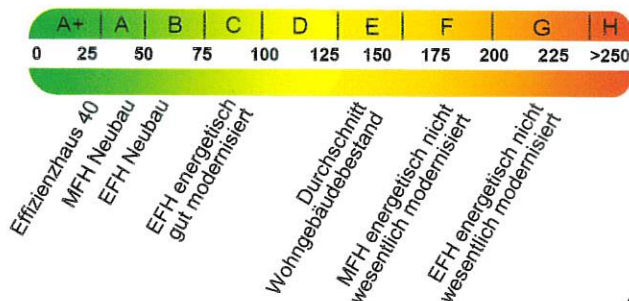 A+ A B C D E F G H
0 25 50 75 100 125 150 175 200 225 >250
Effizienzhaus 40
MFH Neubau
EFH Neubau
EFH energetisch
gut modernisiert
Durchschnitt
Wohngebäudebestand
MFH energetisch nicht
wesentlich modernisiert
EFH energetisch nicht
wesentlich modernisiert